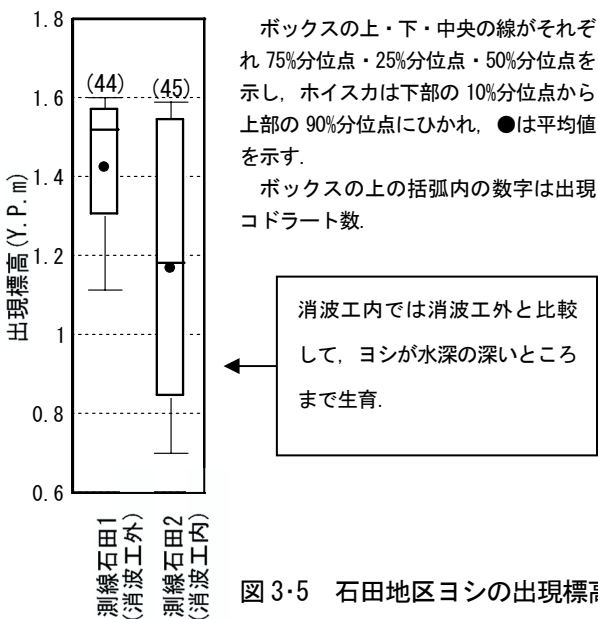 1.8
1.6
1.4
1.2
1
0.8
0.6
出現標高(Y.P.m)
(44)
(45)
測線石田1
(消波工外)
測線石田2
(消波工内)
ボックスの上・下・中央の線がそれぞ
れ 75%分位点・25%分位点・50%分位点を
示し，ホイスカは下部の 10%分位点から
上部の 90%分位点にひかれ，●は平均値
を示す．
ボックスの上の括弧内の数字は出現
コドラート数．
消波工内では消波工外と比較
して，ヨシが水深の深いところ
まで生育．
図 3･5　石田地区ヨシの出現標高